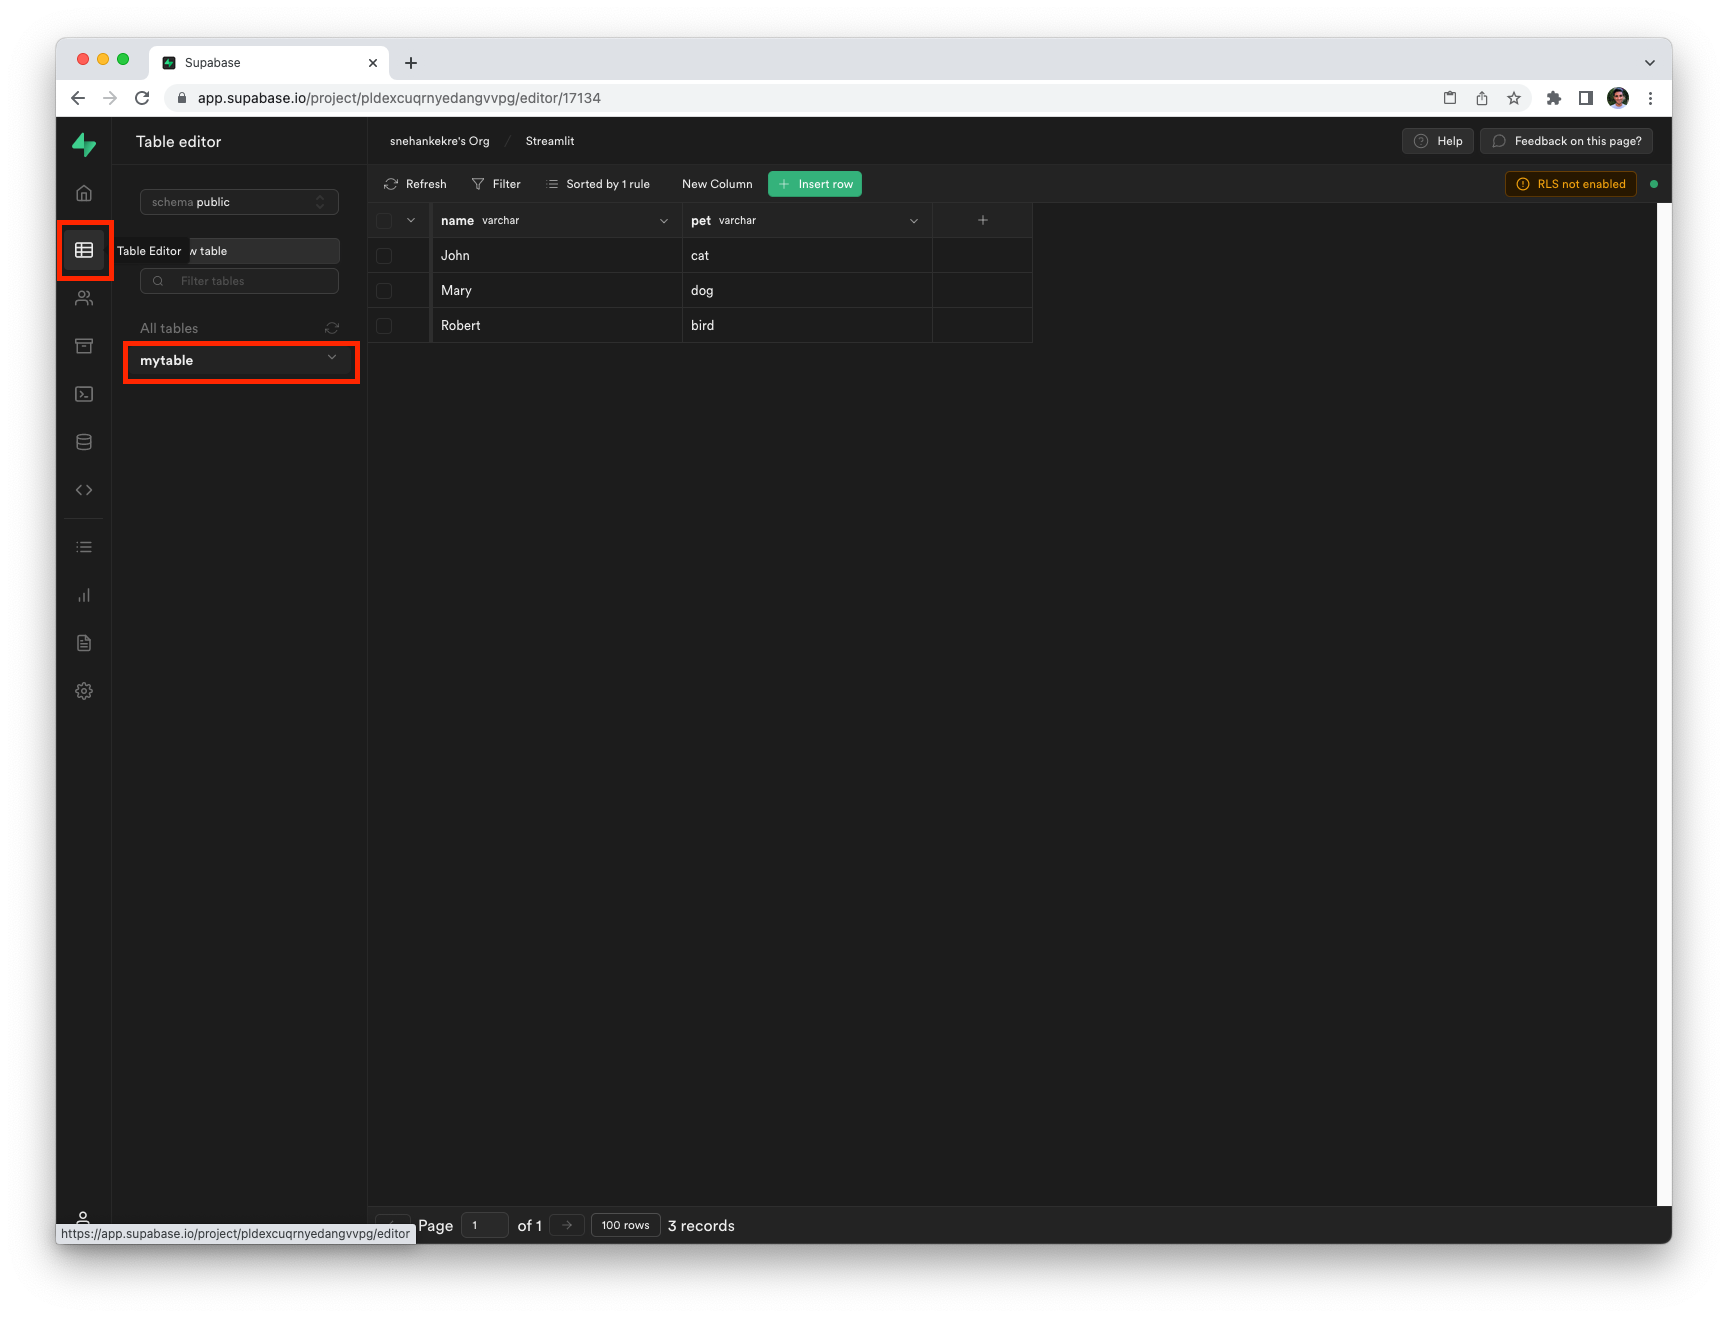 Supabase
app.supabase.io/project/pldexcuqrnyedangvvpg/editor/17134
Table editor
snehankekre's Org / Streamlit
Help
Feedback on this page?
schema public
Refresh
Filter
Sorted by 1 rule
New Column
+ Insert row
RLS not enabled
Table Editor
w table
Filter tables
All tables
mytable
name varchar
pet varchar
John cat
Mary dog
Robert bird
Page 1 of 1
100 rows
3 records
https://app.supabase.io/project/pldexcuqrnyedangvvpg/editor